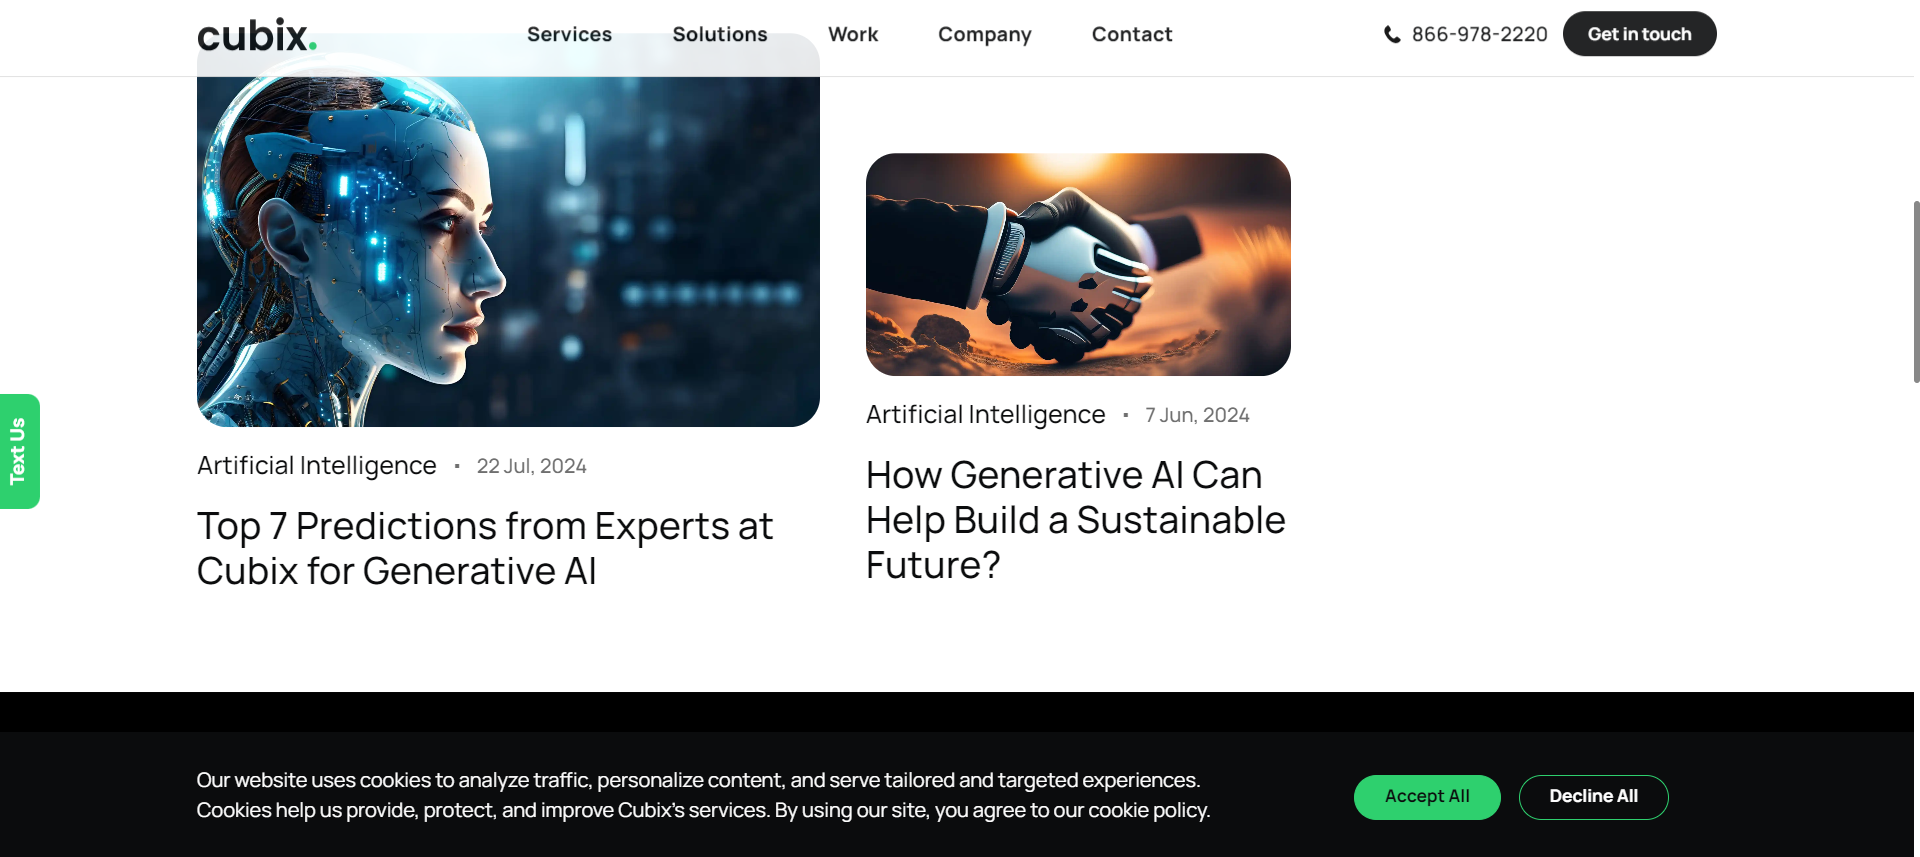 cubix.
Services
Solutions
Work
Company
Contact
866-978-2220
Get in touch
Text Us
Artificial Intelligence
22 Jul, 2024
Top 7 Predictions from Experts at
Cubix for Generative AI
Artificial Intelligence
7 Jun, 2024
How Generative AI Can
Help Build a Sustainable
Future?
Our website uses cookies to analyze traffic, personalize content, and serve tailored and targeted experiences.
Cookies help us provide, protect, and improve Cubix's services. By using our site, you agree to our cookie policy.
Accept All
Decline All